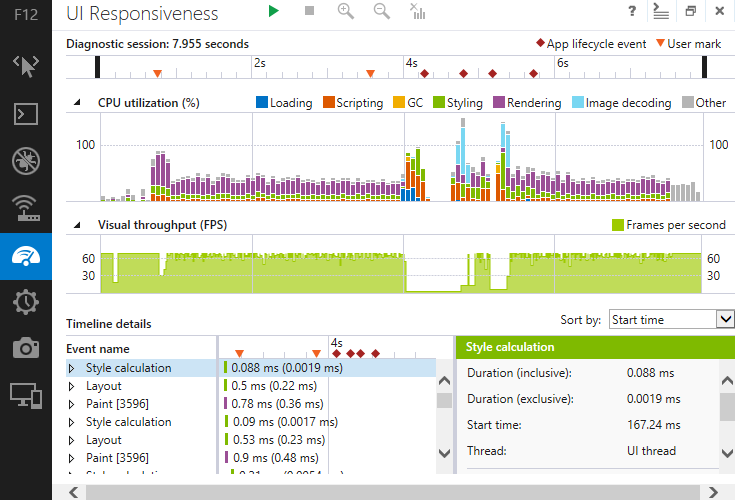 F12 UI Responsiveness ?
Diagnostic session: 7.955 seconds App lifecycle event User mark
2s 4s 6s
CPU utilization (%) Loading Scripting GC Styling Rendering Image decoding Other
100 100
Visual throughput (FPS) Frames per second
60 60
30 30
Timeline details Sort by: Start time
Event name 4s Style calculation
Style calculation 0.088 ms (0.0019 ms) Duration (inclusive): 0.088 ms
Layout 0.5 ms (0.22 ms)
Paint [3596] 0.78 ms (0.36 ms) Duration (exclusive): 0.0019 ms
Style calculation 0.09 ms (0.0017 ms) Start time: 167.24 ms
Layout 0.53 ms (0.23 ms)
Paint [3596] 0.9 ms (0.48 ms) Thread: UI thread